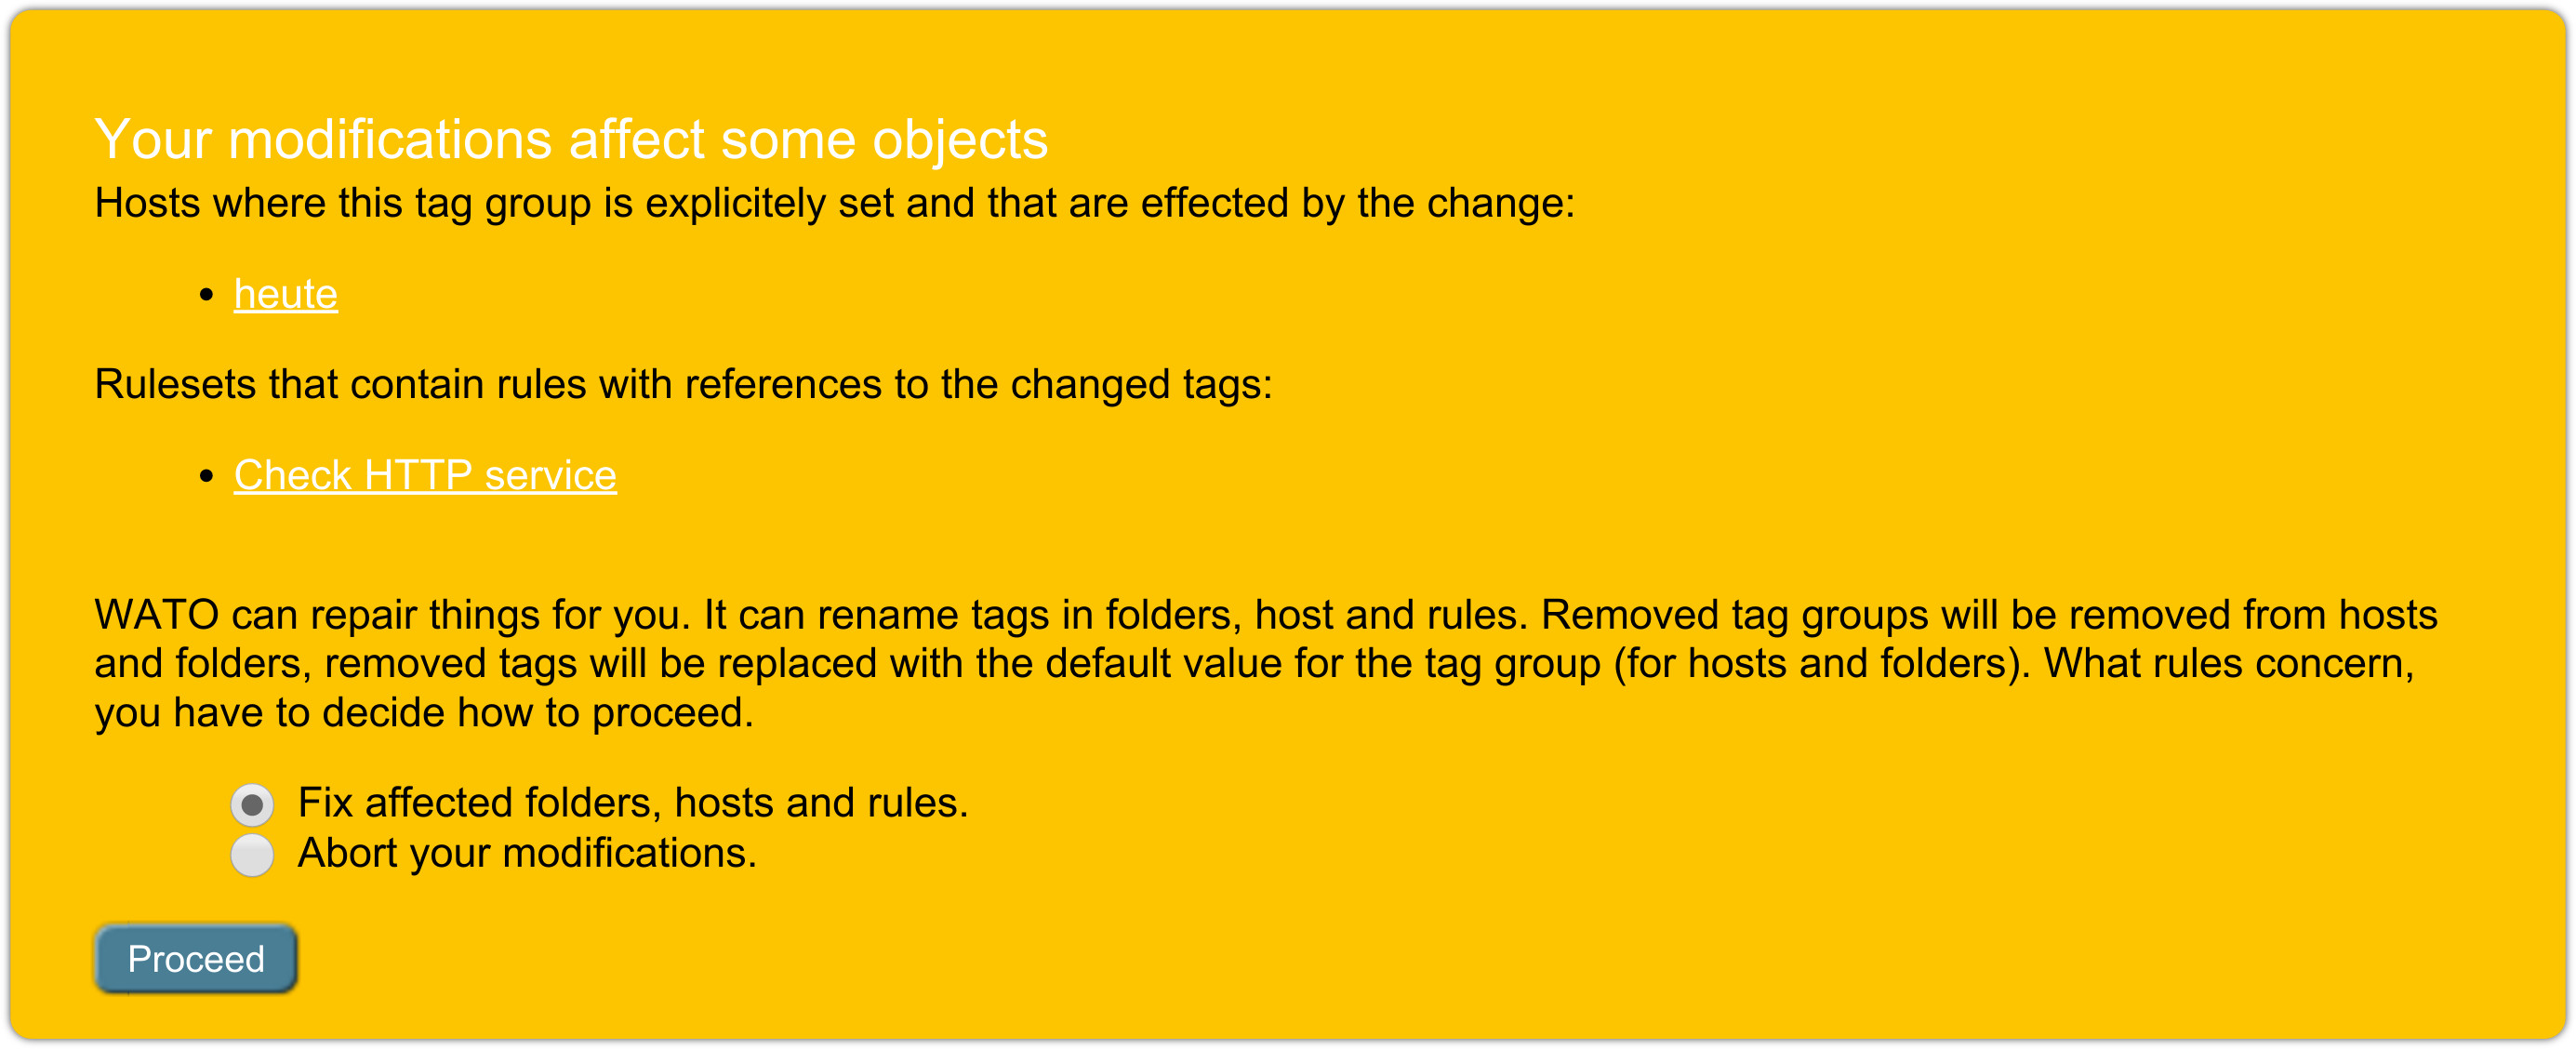 Your modifications affect some objects
Hosts where this tag group is explicitely set and that are effected by the change:
heute
Rulesets that contain rules with references to the changed tags:
Check HTTP service
WATO can repair things for you. It can rename tags in folders, host and rules. Removed tag groups will be removed from hosts
and folders, removed tags will be replaced with the default value for the tag group (for hosts and folders). What rules concern,
you have to decide how to proceed.
Fix affected folders, hosts and rules.
Abort your modifications.
Proceed